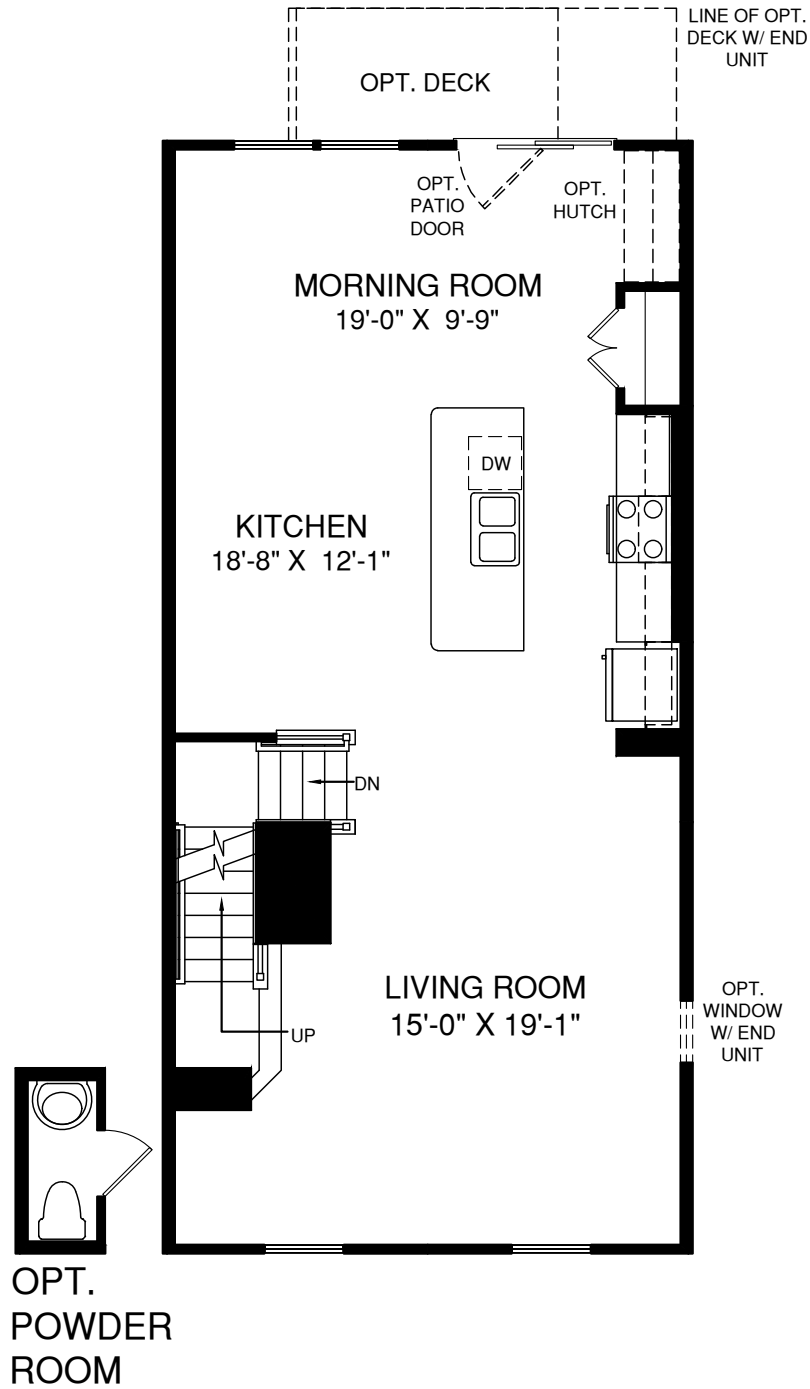 LINE OF OPT.
DECK W/ END
UNIT
OPT. DECK
OPT.
PATIO
DOOR
OPT.
HUTCH
MORNING ROOM
19'-0" X 9'-9"
DW
KITCHEN
18'-8" X 12'-1"
DN
UP
LIVING ROOM
15'-0" X 19'-1"
OPT.
WINDOW
W/ END
UNIT
OPT.
POWDER
ROOM